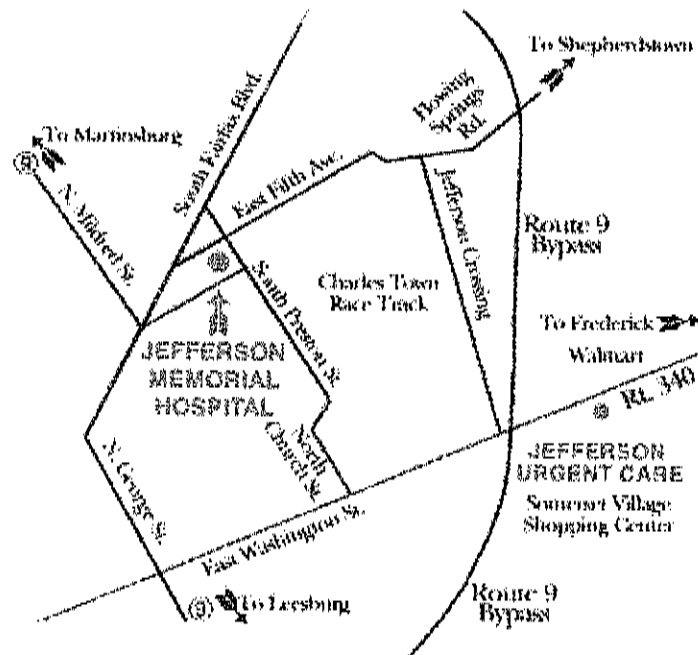 To Shepherdstown
Flowing
Springs
Rd.
South Fairfax Blvd.
To Martinsburg
9
East Fifth Ave.
N. Mildred St.
Jefferson Crossing
Route 9
Bypass
South Preston St.
Charles Town
Race Track
To Frederick
Walmart
JEFFERSON
MEMORIAL
HOSPITAL
Rt. 340
North
Church St.
N. George St.
JEFFERSON
URGENT CARE
Somerset Village
Shopping Center
East Washington St.
9
To Leesburg
Route 9
Bypass